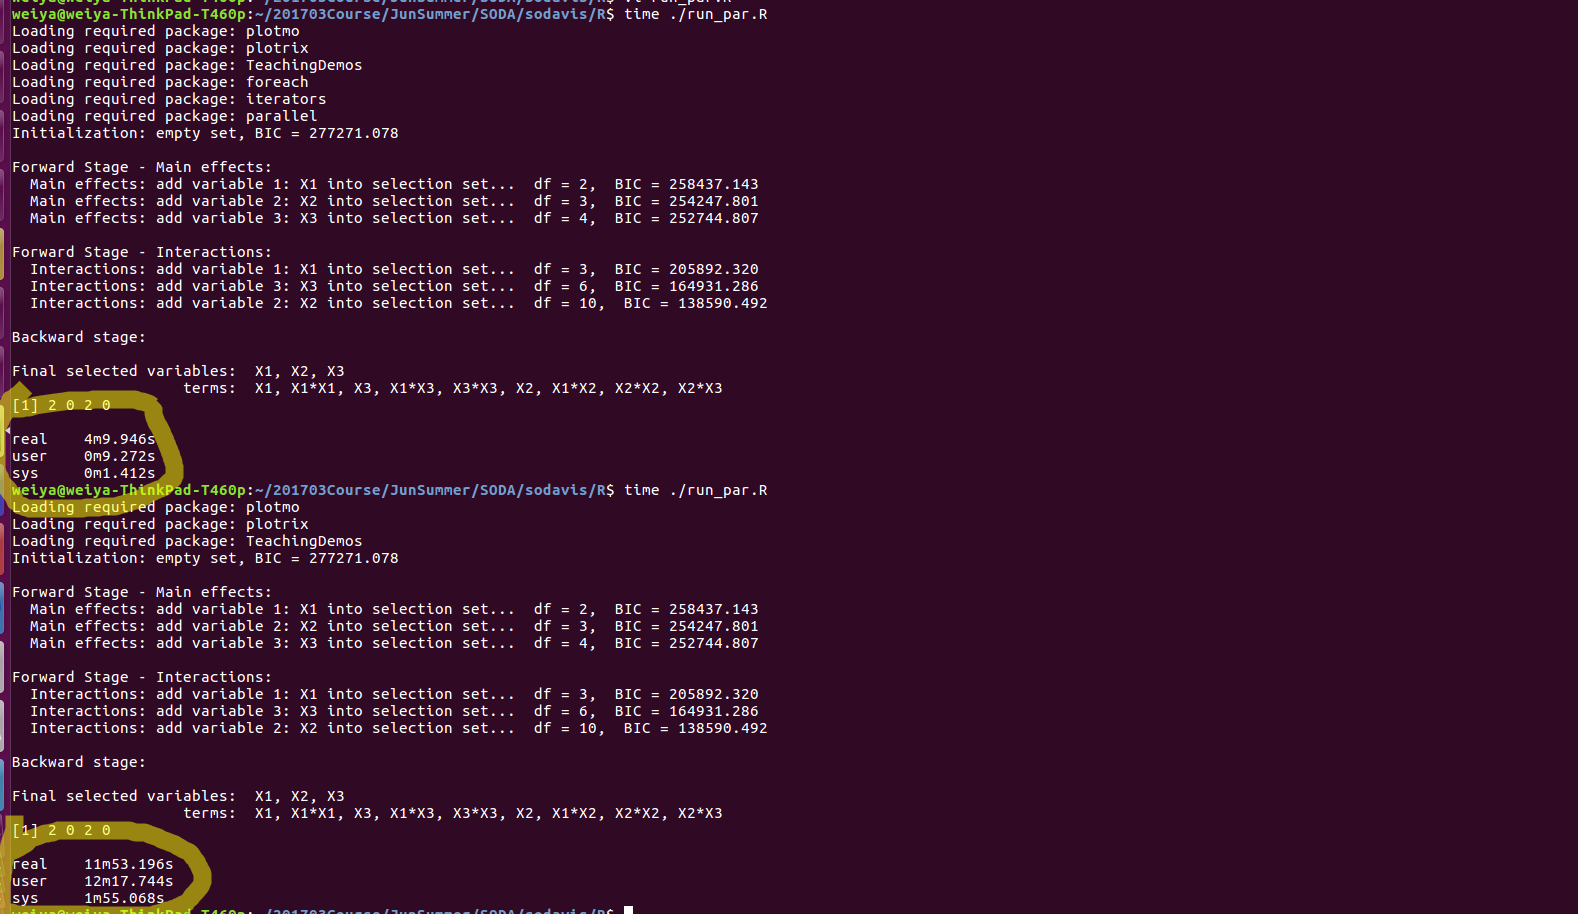 weiya@weiya-ThinkPad-T460p:~/201703Course/JunSummer/SODA/sodavis/R$ vi run_par.R
weiya@weiya-ThinkPad-T460p:~/201703Course/JunSummer/SODA/sodavis/R$ time ./run_par.R
Loading required package: plotmo
Loading required package: plotrix
Loading required package: TeachingDemos
Loading required package: foreach
Loading required package: iterators
Loading required package: parallel
Initialization: empty set, BIC = 277271.078
Forward Stage - Main effects:
  Main effects: add variable 1: X1 into selection set...  df = 2,  BIC = 258437.143
  Main effects: add variable 2: X2 into selection set...  df = 3,  BIC = 254247.801
  Main effects: add variable 3: X3 into selection set...  df = 4,  BIC = 252744.807
Forward Stage - Interactions:
  Interactions: add variable 1: X1 into selection set...  df = 3,  BIC = 205892.320
  Interactions: add variable 3: X3 into selection set...  df = 6,  BIC = 164931.286
  Interactions: add variable 2: X2 into selection set...  df = 10,  BIC = 138590.492
Backward stage:
Final selected variables:  X1, X2, X3
                   terms:  X1, X1*X1, X3, X1*X3, X3*X3, X2, X1*X2, X2*X2, X2*X3
[1] 2 0 2 0
real    4m9.946s
user    0m9.272s
sys     0m1.412s
weiya@weiya-ThinkPad-T460p:~/201703Course/JunSummer/SODA/sodavis/R$ time ./run_par.R
Loading required package: plotmo
Loading required package: plotrix
Loading required package: TeachingDemos
Initialization: empty set, BIC = 277271.078
Forward Stage - Main effects:
  Main effects: add variable 1: X1 into selection set...  df = 2,  BIC = 258437.143
  Main effects: add variable 2: X2 into selection set...  df = 3,  BIC = 254247.801
  Main effects: add variable 3: X3 into selection set...  df = 4,  BIC = 252744.807
Forward Stage - Interactions:
  Interactions: add variable 1: X1 into selection set...  df = 3,  BIC = 205892.320
  Interactions: add variable 3: X3 into selection set...  df = 6,  BIC = 164931.286
  Interactions: add variable 2: X2 into selection set...  df = 10,  BIC = 138590.492
Backward stage:
Final selected variables:  X1, X2, X3
                   terms:  X1, X1*X1, X3, X1*X3, X3*X3, X2, X1*X2, X2*X2, X2*X3
[1] 2 0 2 0
real    11m53.196s
user    12m17.744s
sys     1m55.068s
weiya@weiya-ThinkPad-T460p:~/201703Course/JunSummer/SODA/sodavis/R$